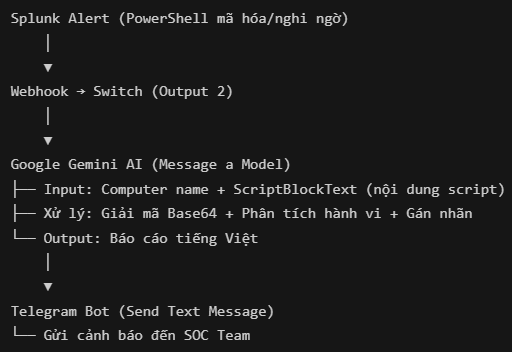 Splunk Alert (PowerShell mã hóa/nghi ngờ)
│
▼
Webhook → Switch (Output 2)
│
▼
Google Gemini AI (Message a Model)
├── Input: Computer name + ScriptBlockText (nội dung script)
├── Xử lý: Giải mã Base64 + Phân tích hành vi + Gán nhãn
└── Output: Báo cáo tiếng Việt
│
▼
Telegram Bot (Send Text Message)
└── Gửi cảnh báo đến SOC Team